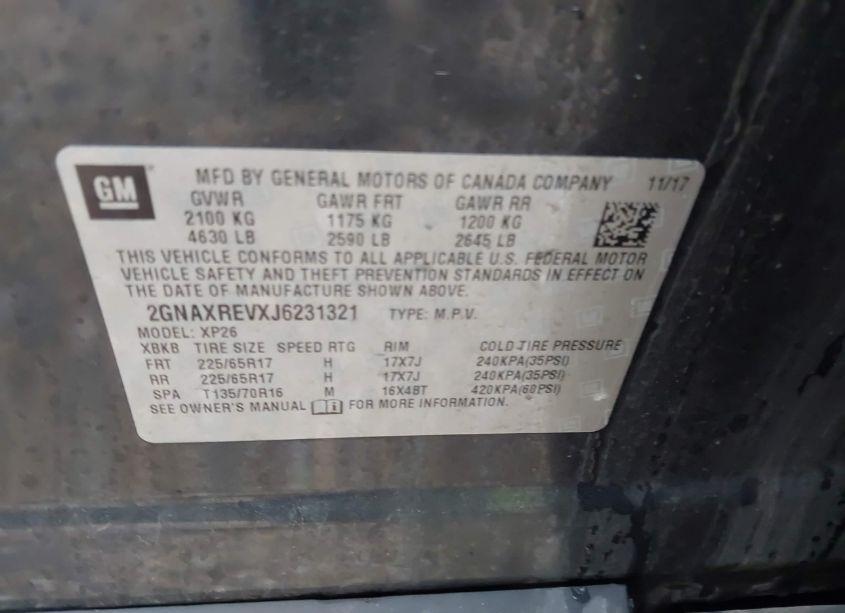 GM
MFD BY GENERAL MOTORS OF CANADA COMPANY 11/17
GVWR GAWR FRT GAWR RR
2100 KG 1175 KG 1200 KG
4630 LB 2590 LB 2645 LB
THIS VEHICLE CONFORMS TO ALL APPLICABLE U.S. FEDERAL MOTOR
VEHICLE SAFETY AND THEFT PREVENTION STANDARDS IN EFFECT ON
THE DATE OF MANUFACTURE SHOWN ABOVE.
2GNAXREVXJ6231321 TYPE: M.P.V.
MODEL: XP26
XBKB TIRE SIZE SPEED RTG RIM COLD TIRE PRESSURE
FRT 225/65R17 H 17X7J 240KPA(35PSI)
RR 225/65R17 H 17X7J 240KPA(35PSI)
SPA T135/70R16 M 16X4BT 420KPA(60PSI)
SEE OWNER'S MANUAL FOR MORE INFORMATION.